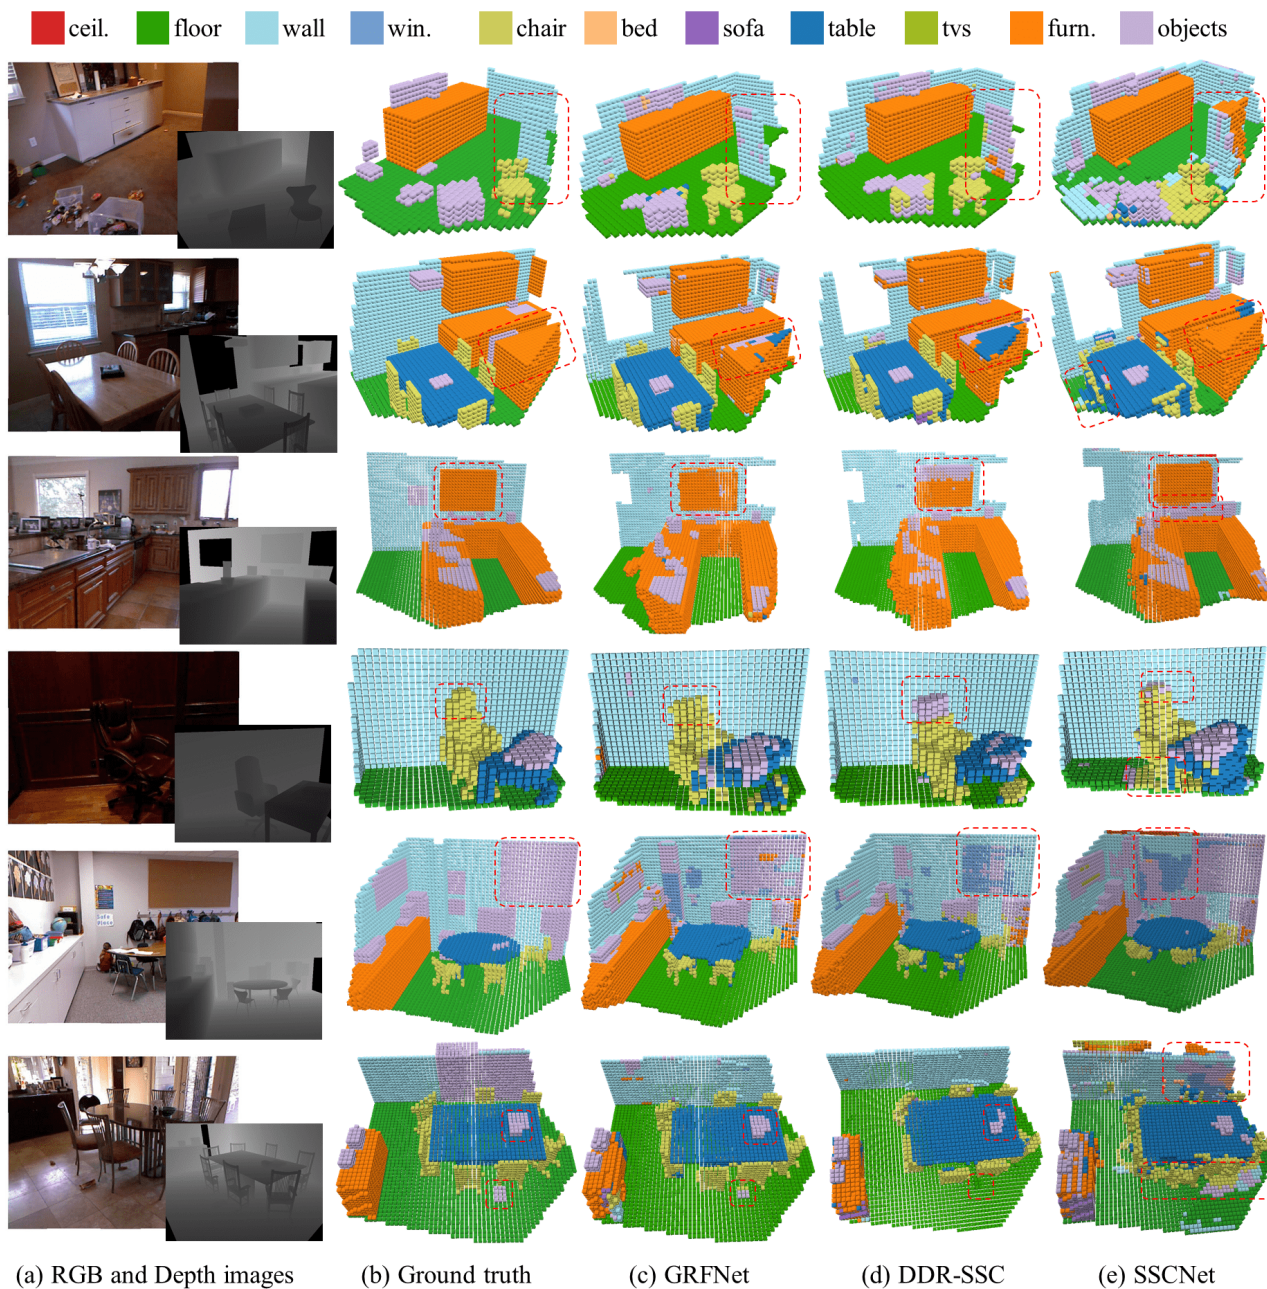 ceil. floor wall win. chair bed sofa table tvs furn. objects
(a) RGB and Depth images (b) Ground truth (c) GRFNet (d) DDR-SSC (e) SSCNet